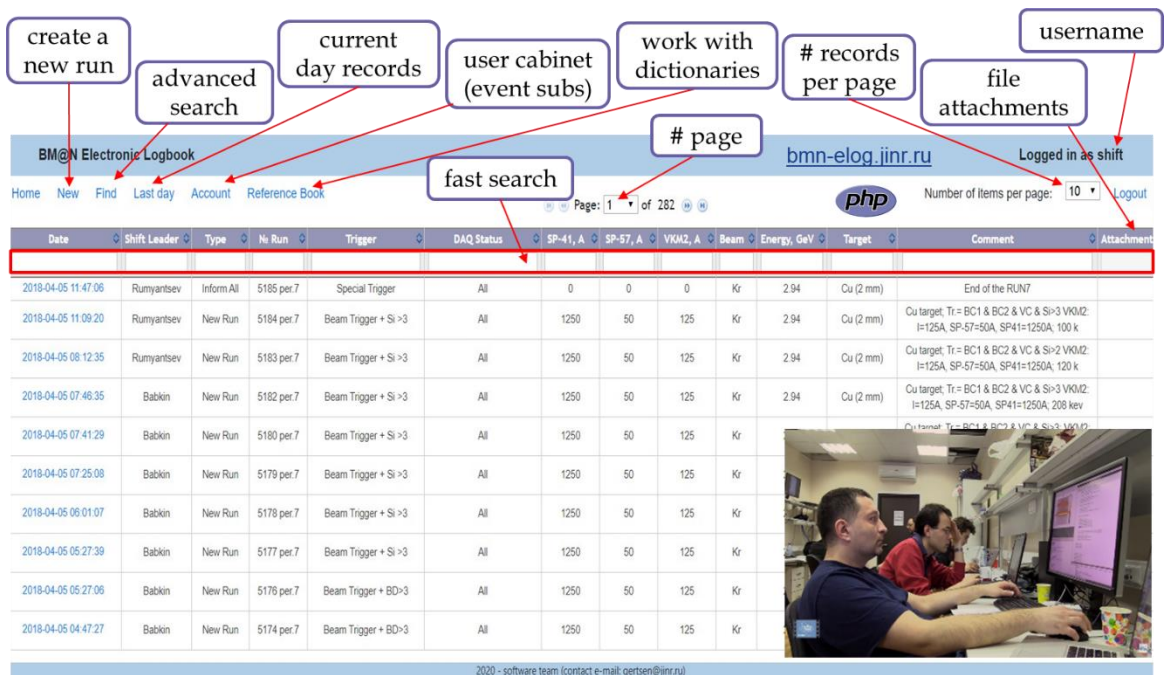 create a
new run
advanced
search
current
day records
user cabinet
(event subs)
work with
dictionaries
# records
per page
file
attachments
username
# page
fast search
BM@N Electronic Logbook
bmn-elog.jinr.ru
Logged in as shift
Home New Find Last day Account Reference Book
Page: 1 of 282
php
Number of items per page: 10 Logout
Date Shift Leader Type № Run Trigger DAQ Status SP-41, A SP-57, A VKM2, A Beam Energy, GeV Target Comment Attachment
2018-04-05 11:47:06 Rumyantsev Inform All 5185 per.7 Special Trigger All 0 0 0 Kr 2.94 Cu (2 mm) End of the RUN7
2018-04-05 11:09:20 Rumyantsev New Run 5184 per.7 Beam Trigger + Si >3 All 1250 50 125 Kr 2.94 Cu (2 mm) Cu target; Tr.= BC1 & BC2 & VC & Si>3 VKM2:
I=125A, SP-57=50A, SP41=1250A; 100 k
2018-04-05 08:12:35 Rumyantsev New Run 5183 per.7 Beam Trigger + Si >3 All 1250 50 125 Kr 2.94 Cu (2 mm) Cu target; Tr.= BC1 & BC2 & VC & Si>2 VKM2:
I=125A, SP-57=50A, SP41=1250A; 120 k
2018-04-05 07:46:35 Babkin New Run 5182 per.7 Beam Trigger + Si >3 All 1250 50 125 Kr 2.94 Cu (2 mm) Cu target; Tr.= BC1 & BC2 & VC & Si>3 VKM2:
I=125A, SP-57=50A, SP41=1250A; 208 kev
2018-04-05 07:41:29 Babkin New Run 5180 per.7 Beam Trigger + Si >3 All 1250 50 125 Kr Cu target; Tr.= BC1 & BC2 & VC & Si>3; VKM2:
2018-04-05 07:25:08 Babkin New Run 5179 per.7 Beam Trigger + Si >3 All 1250 50 125 Kr
2018-04-05 06:01:07 Babkin New Run 5178 per.7 Beam Trigger + Si >3 All 1250 50 125 Kr
2018-04-05 05:27:39 Babkin New Run 5177 per.7 Beam Trigger + Si >3 All 1250 50 125 Kr
2018-04-05 05:27:06 Babkin New Run 5176 per.7 Beam Trigger + BD>3 All 1250 50 125 Kr
2018-04-05 04:47:27 Babkin New Run 5174 per.7 Beam Trigger + BD>3 All 1250 50 125 Kr
2020 - software team (contact e-mail: gertsen@jinr.ru)